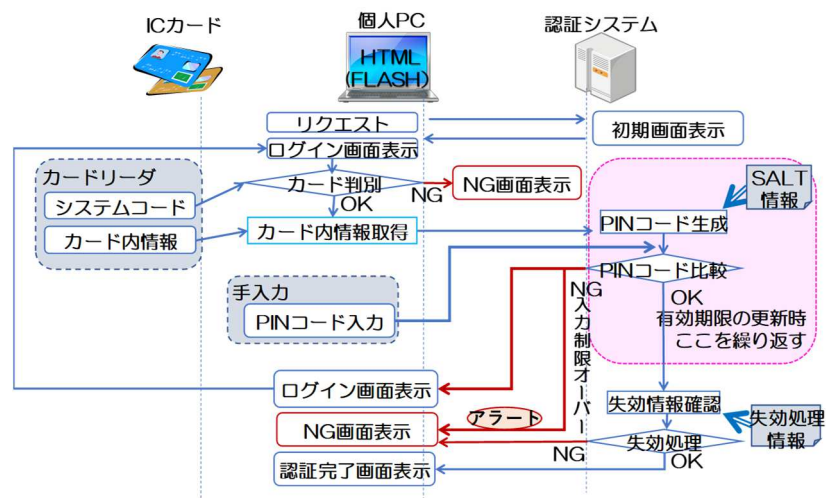 ICカード
個人PC
認証システム
HTML
(FLASH)
リクエスト
初期画面表示
ログイン画面表示
カードリーダ
カード判別
NG
NG画面表示
SALT
情報
システムコード
OK
PINコード生成
カード内情報
カード内情報取得
PINコード比較
手入力
NG
OK
PINコード入力
入力制限オーバー
有効期限の更新時
ここを繰り返す
ログイン画面表示
失効情報確認
アラート
失効処理
情報
NG画面表示
失効処理
NG
OK
認証完了画面表示